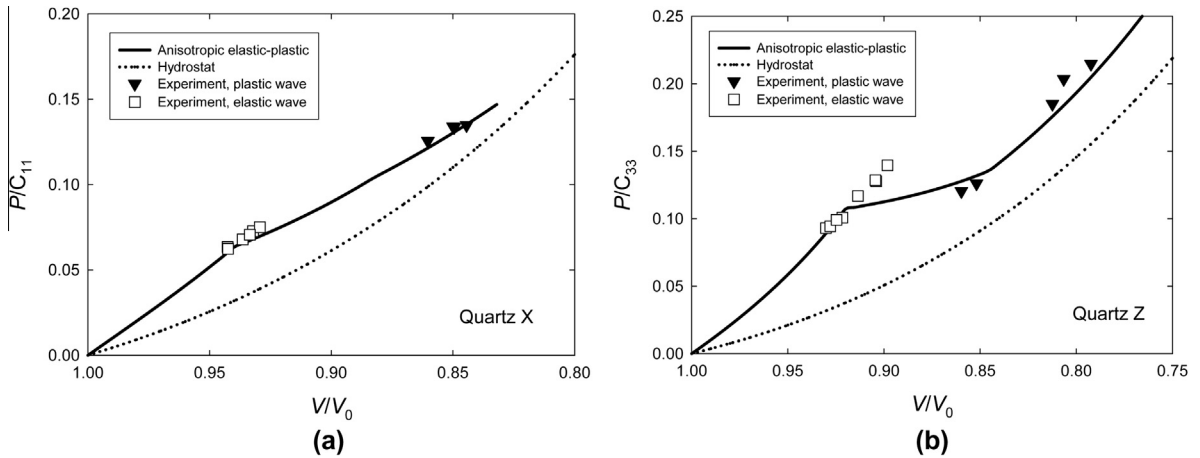 0.20
0.15
0.10
0.05
0.00
P/C11
Anisotropic elastic-plastic
Hydrostat
Experiment, plastic wave
Experiment, elastic wave
Quartz X
1.00 0.95 0.90 0.85 0.80
V/V0
(a)
0.25
0.20
0.15
0.10
0.05
0.00
P/C33
Anisotropic elastic-plastic
Hydrostat
Experiment, plastic wave
Experiment, elastic wave
Quartz Z
1.00 0.95 0.90 0.85 0.80 0.75
V/V0
(b)